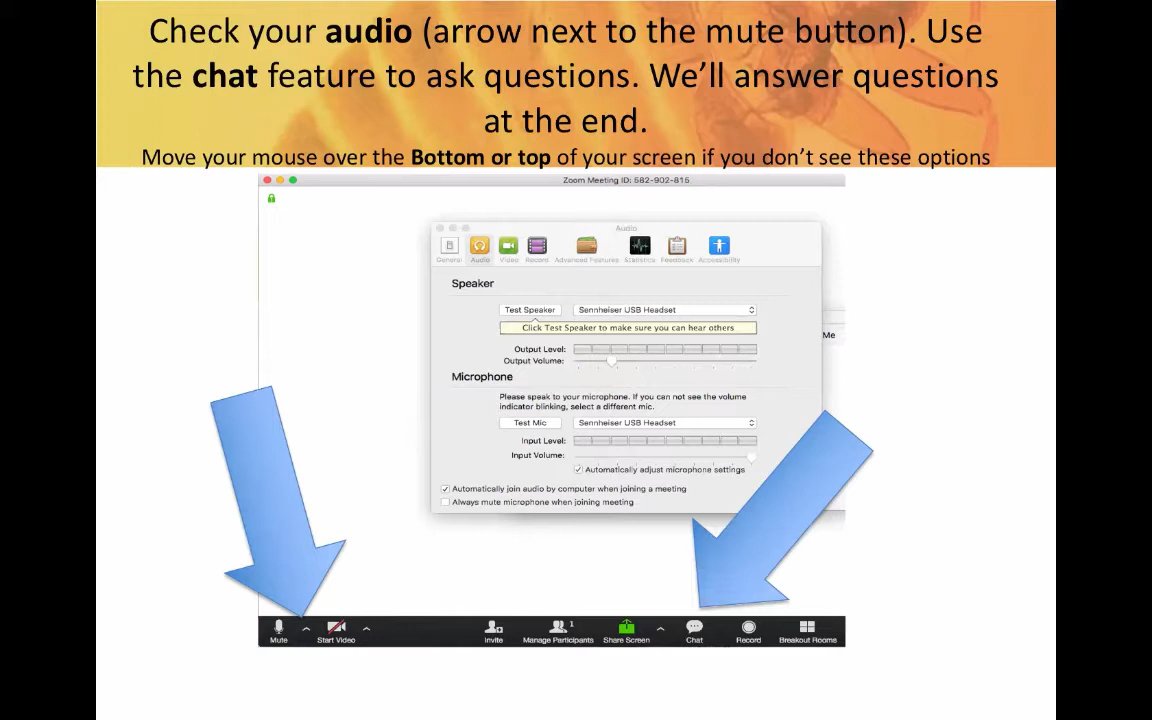 Check your audio (arrow next to the mute button). Use
the chat feature to ask questions. We’ll answer questions
at the end.
Move your mouse over the Bottom or top of your screen if you don’t see these options
Zoom Meeting ID: 582-902-815
Audio
General Audio Video Record Advanced Features Statistics Feedback Accessibility
Speaker
Test Speaker Sennheiser USB Headset
Click Test Speaker to make sure you can hear others
Me
Output Level:
Output Volume:
Microphone
Please speak to your microphone. If you can not see the volume
indicator blinking, select a different mic.
Test Mic Sennheiser USB Headset
Input Level:
Input Volume:
Automatically adjust microphone settings
Automatically join audio by computer when joining a meeting
Always mute microphone when joining meeting
1
Mute Start Video Invite Manage Participants Share Screen Chat Record Breakout Rooms